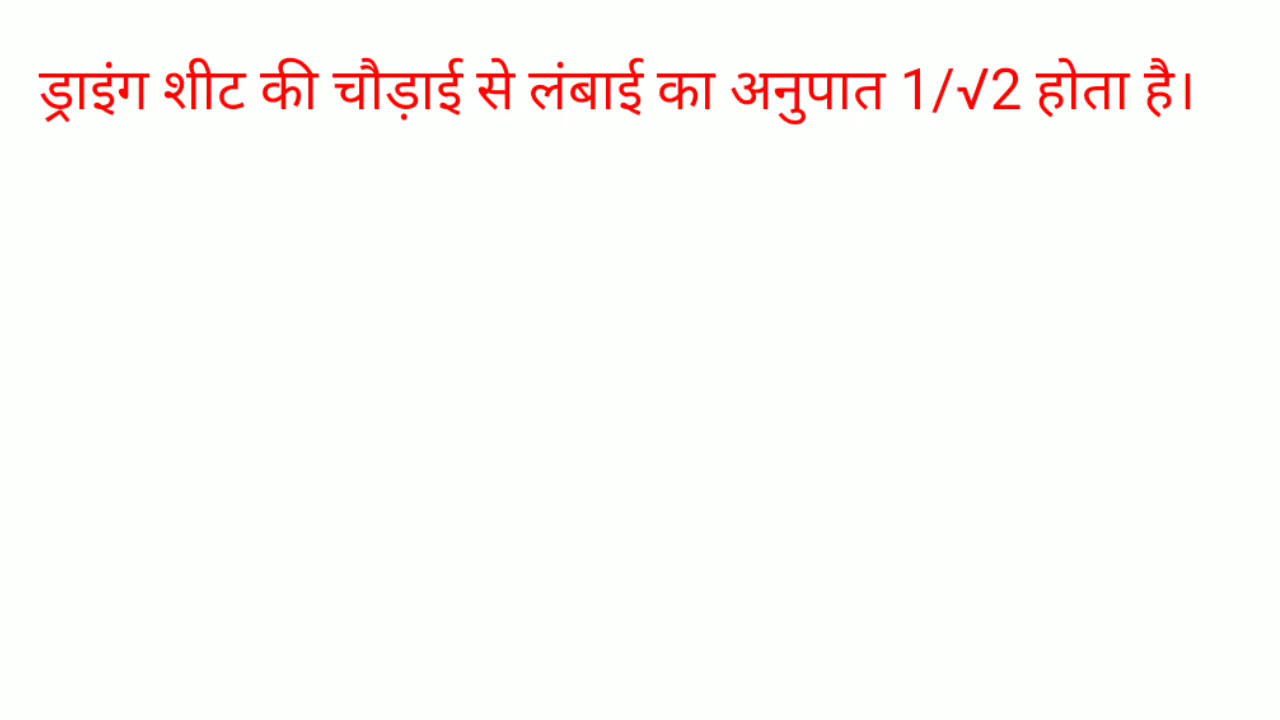 ड्राइंग शीट की चौड़ाई से लंबाई का अनुपात 1/√2 होता है।